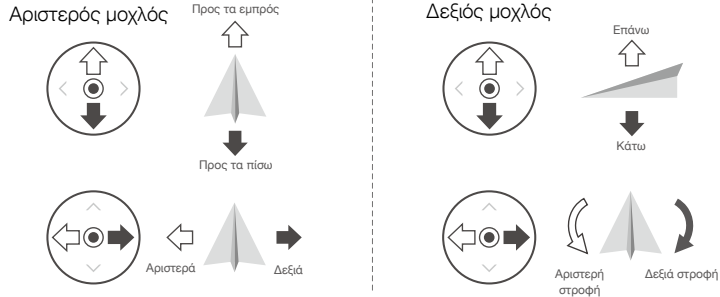 Αριστερός μοχλός
Προς τα εμπρός
Προς τα πίσω
Αριστερά
Δεξιά
Δεξιός μοχλός
Επάνω
Κάτω
Αριστερή
στροφή
Δεξιά στροφή